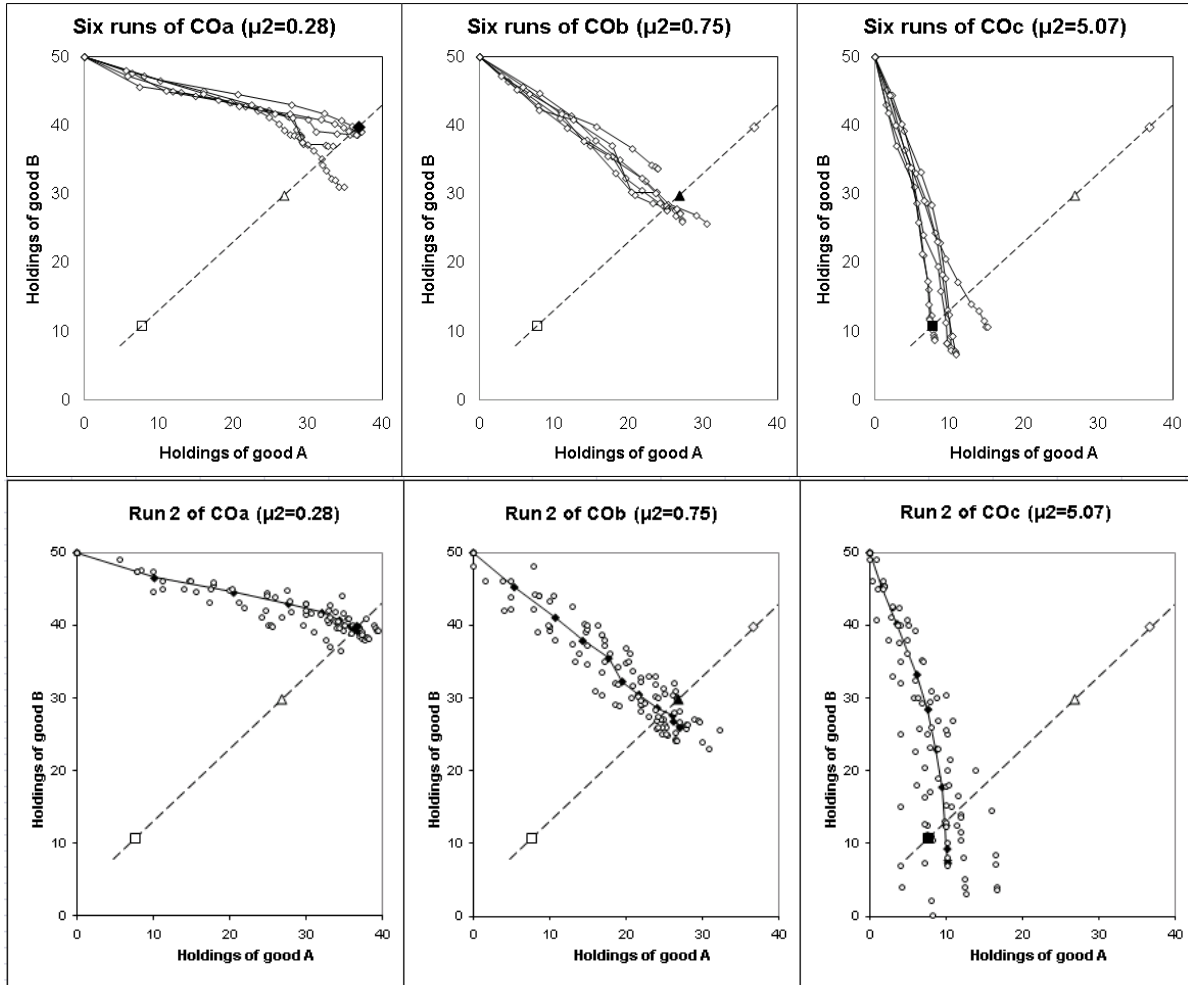 Six runs of COa (µ2=0.28)
50
40
30
20
10
0
Holdings of good B
0 10 20 30 40
Holdings of good A
Six runs of COb (µ2=0.75)
50
40
30
20
10
0
Holdings of good B
0 10 20 30 40
Holdings of good A
Six runs of COc (µ2=5.07)
50
40
30
20
10
0
Holdings of good B
0 10 20 30 40
Holdings of good A
Run 2 of COa (µ2=0.28)
50
40
30
20
10
0
Holdings of good B
0 10 20 30 40
Holdings of good A
Run 2 of COb (µ2=0.75)
50
40
30
20
10
0
Holdings of good B
0 10 20 30 40
Holdings of good A
Run 2 of COc (µ2=5.07)
50
40
30
20
10
0
Holdings of good B
0 10 20 30 40
Holdings of good A